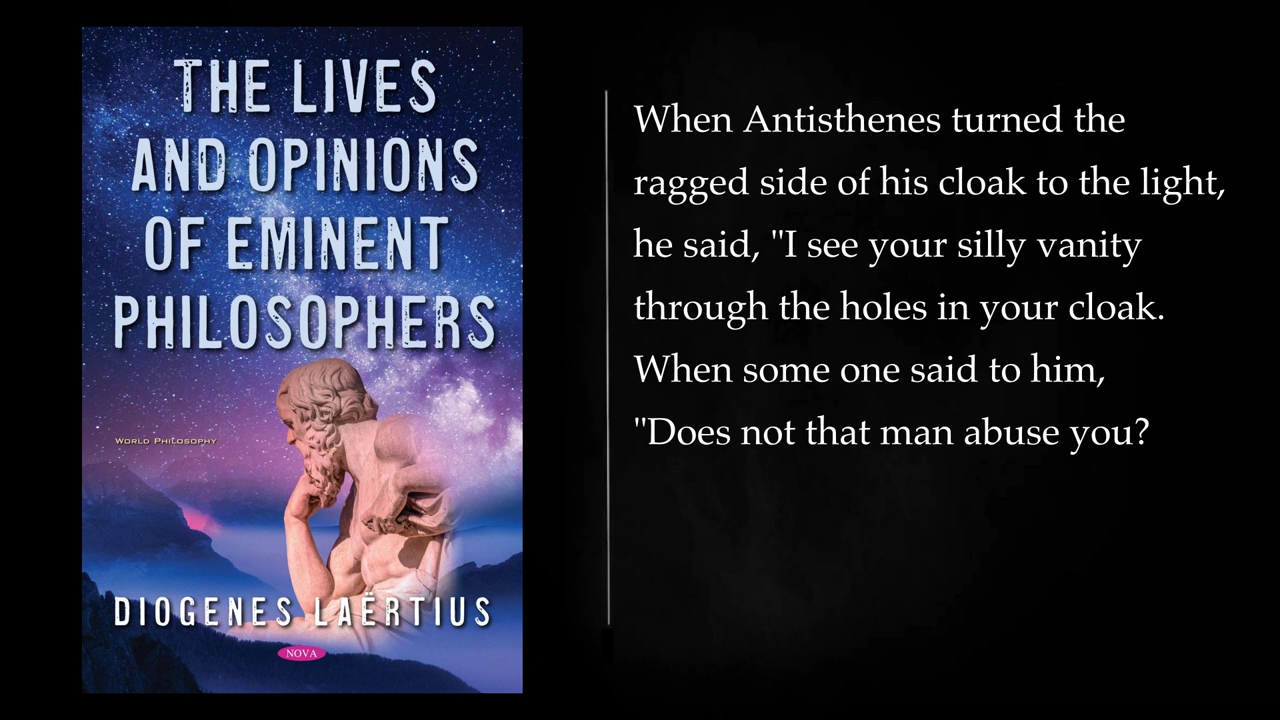 THE LIVES
AND OPINIONS
OF EMINENT
PHILOSOPHERS
WORLD PHILOSOPHY
DIOGENES LAËRTIUS
NOVA
When Antisthenes turned the
ragged side of his cloak to the light,
he said, "I see your silly vanity
through the holes in your cloak.
When some one said to him,
"Does not that man abuse you?